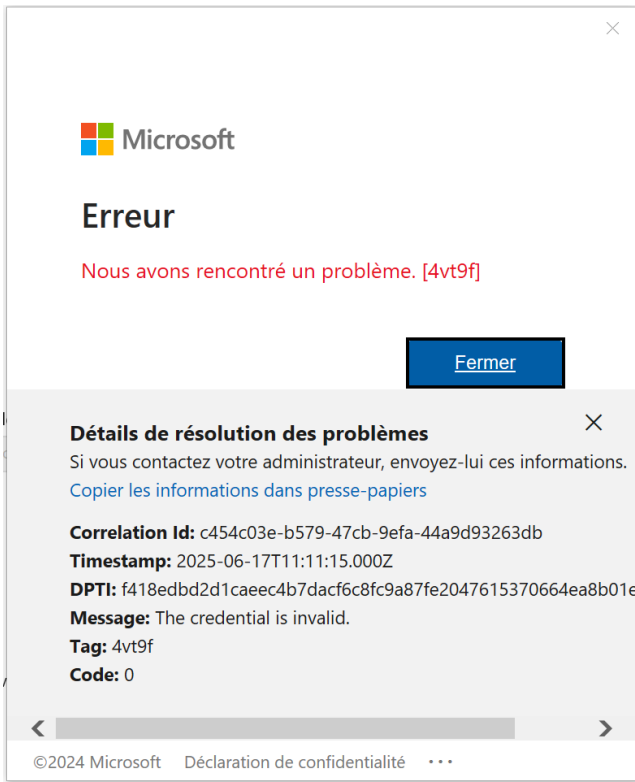 Microsoft
Erreur
Nous avons rencontré un problème. [4vt9f]
Fermer
Détails de résolution des problèmes
Si vous contactez votre administrateur, envoyez-lui ces informations.
Copier les informations dans presse-papiers
Correlation Id: c454c03e-b579-47cb-9efa-44a9d93263db
Timestamp: 2025-06-17T11:11:15.000Z
DPTI: f418edbd2d1caeec4b7dacf6c8fc9a87fe2047615370664ea8b01e
Message: The credential is invalid.
Tag: 4vt9f
Code: 0
©2024 Microsoft Déclaration de confidentialité ...